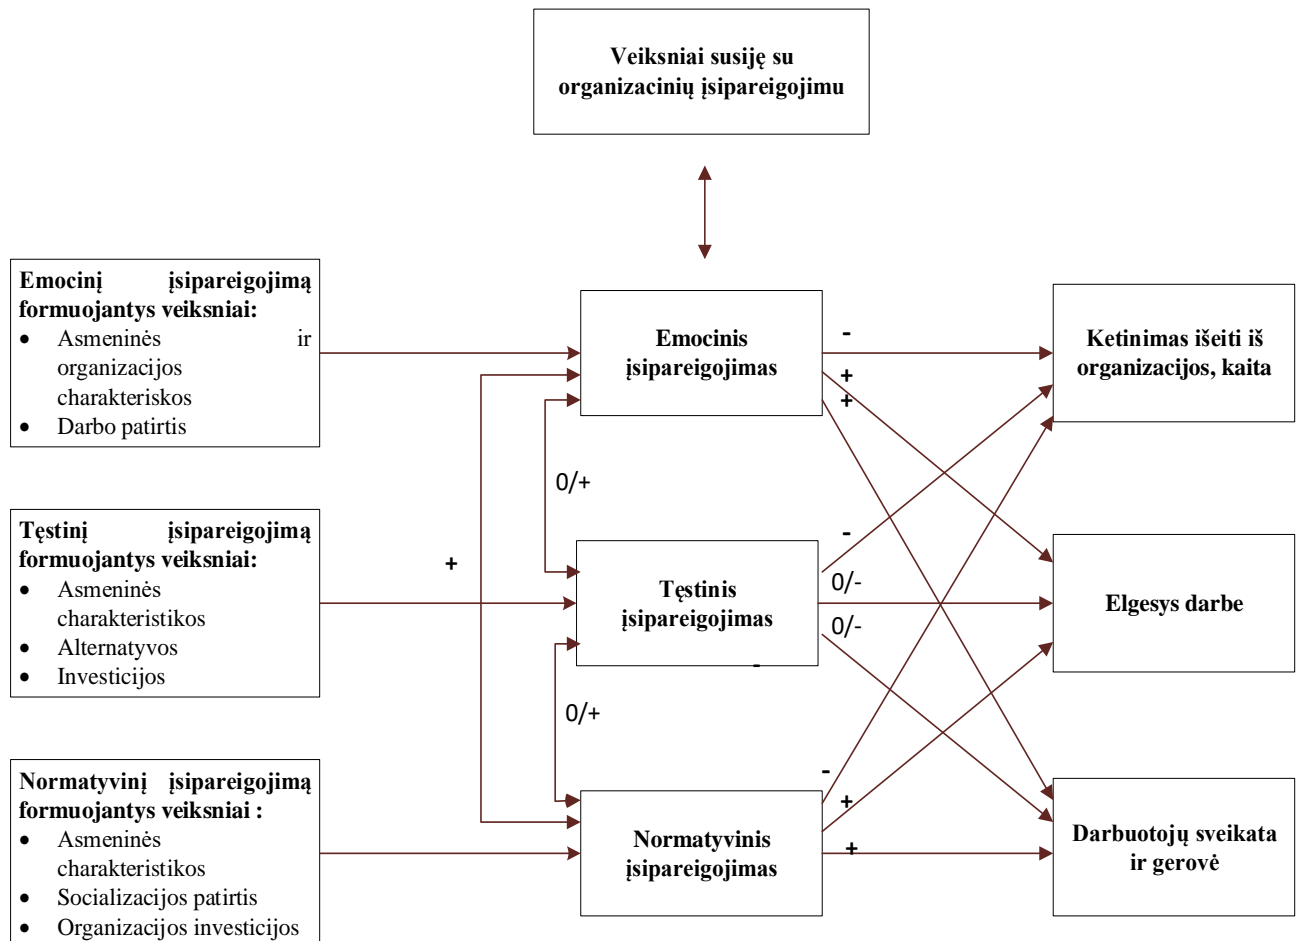 Veiksniai susiję su
organizacinių įsipareigojimu
Emocinį įsipareigojimą
formuojantys veiksniai:
• Asmeninės ir
organizacijos
charakteriskos
• Darbo patirtis
Emocinis
įsipareigojimas
-
+
+
Ketinimas išeiti iš
organizacijos, kaita
0/+
Tęstinį įsipareigojimą
formuojantys veiksniai:
• Asmeninės
charakteristikos
• Alternatyvos
• Investicijos
+
Tęstinis
įsipareigojimas
-
-
0/-
0/-
Elgesys darbe
0/+
Normatyvinį įsipareigojimą
formuojantys veiksniai :
• Asmeninės
charakteristikos
• Socializacijos patirtis
• Organizacijos investicijos
Normatyvinis
įsipareigojimas
-
+
+
Darbuotojų sveikata
ir gerovė